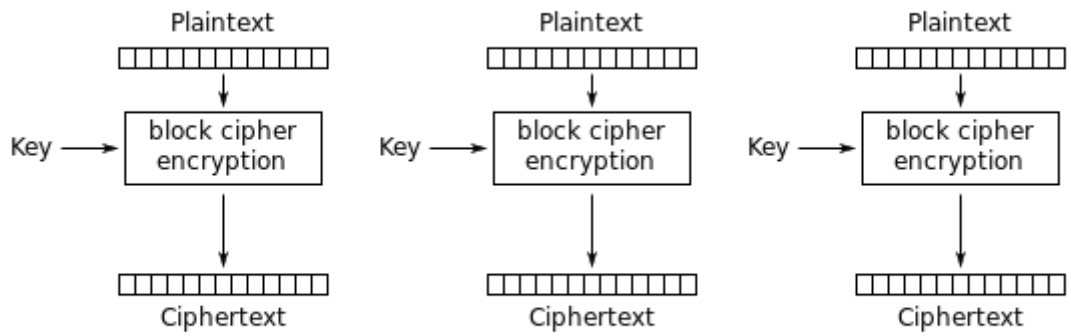 Plaintext
Plaintext
Plaintext
Key
block cipher
encryption
Key
block cipher
encryption
Key
block cipher
encryption
Ciphertext
Ciphertext
Ciphertext